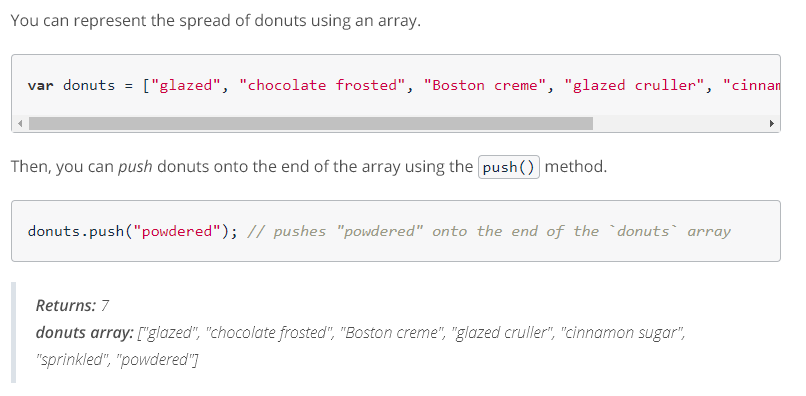 You can represent the spread of donuts using an array.
var donuts = ["glazed", "chocolate frosted", "Boston creme", "glazed cruller", "cinnam
Then, you can push donuts onto the end of the array using the push() method.
donuts.push("powdered"); // pushes "powdered" onto the end of the `donuts` array
Returns: 7
donuts array: ["glazed", "chocolate frosted", "Boston creme", "glazed cruller", "cinnamon sugar",
"sprinkled", "powdered"]